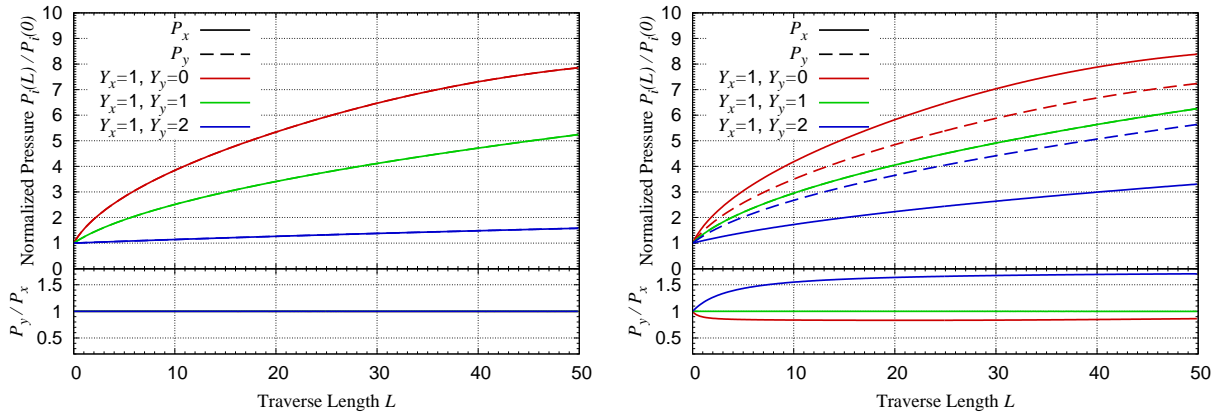 Normalized Pressure P_i(L) / P_i(0)
10
9
8
7
6
5
4
3
2
1
0
P_x
P_y
Y_x=1, Y_y=0
Y_x=1, Y_y=1
Y_x=1, Y_y=2
P_y / P_x
1.5
1
0.5
0 10 20 30 40 50
Traverse Length L
Normalized Pressure P_i(L) / P_i(0)
10
9
8
7
6
5
4
3
2
1
0
P_x
P_y
Y_x=1, Y_y=0
Y_x=1, Y_y=1
Y_x=1, Y_y=2
P_y / P_x
1.5
1
0.5
0 10 20 30 40 50
Traverse Length L